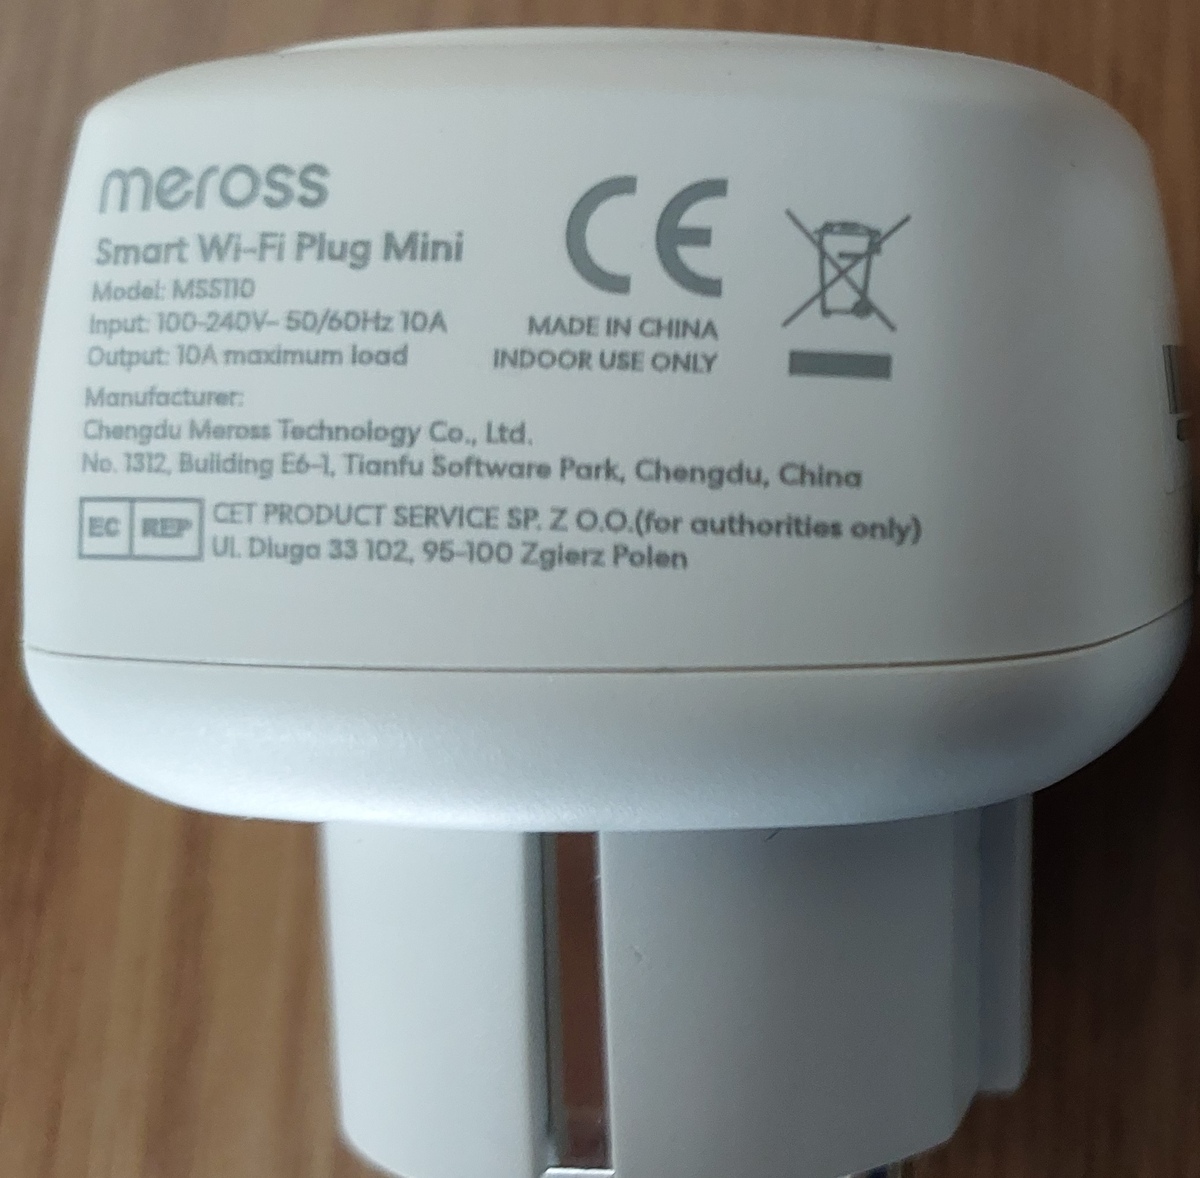 meross
Smart Wi-Fi Plug Mini
Model: MSS110
Input: 100-240V~ 50/60Hz 10A
Output: 10A maximum load
CE
MADE IN CHINA
INDOOR USE ONLY
Manufacturer:
Chengdu Meross Technology Co., Ltd.
No. 1312, Building E6-1, Tianfu Software Park, Chengdu, China
EC REP CET PRODUCT SERVICE SP. Z O.O.(for authorities only)
Ul. Dluga 33 102, 95-100 Zgierz Polen